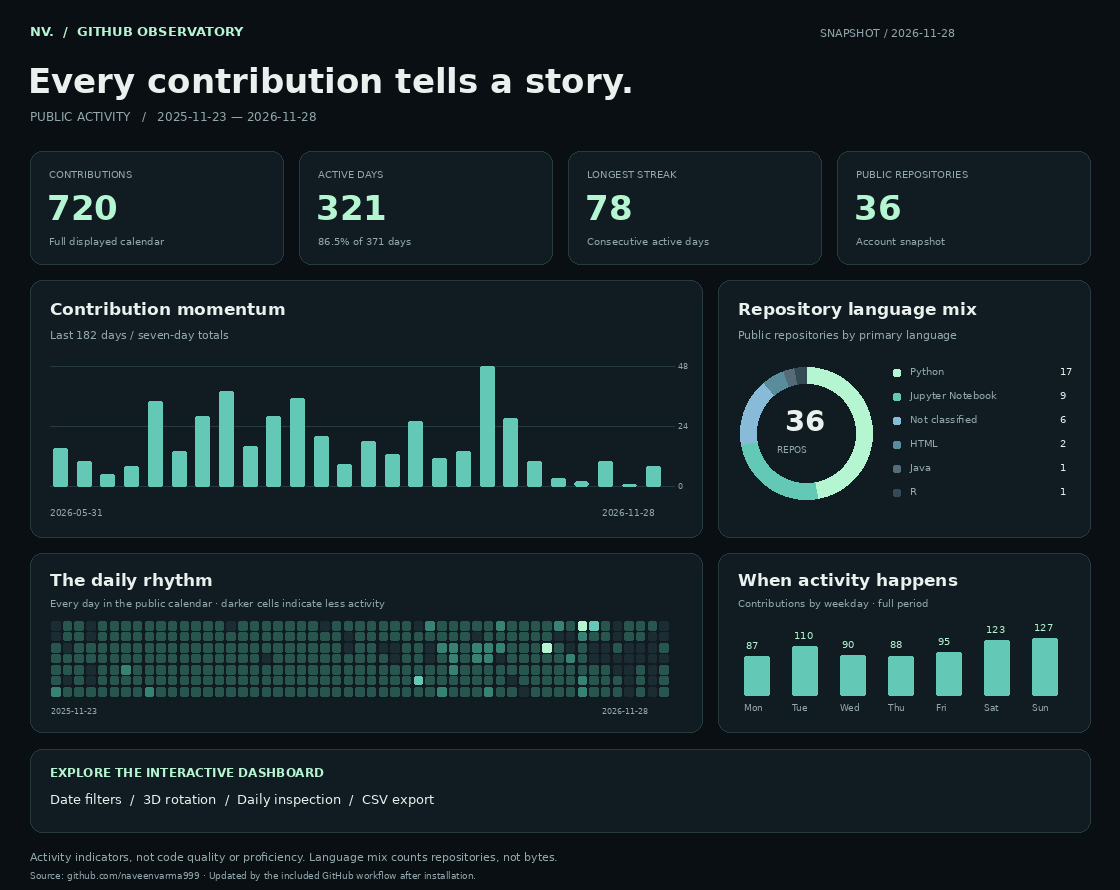 NV. / GITHUB OBSERVATORY
SNAPSHOT / 2026-11-28
Every contribution tells a story.
PUBLIC ACTIVITY / 2025-11-23 — 2026-11-28
CONTRIBUTIONS
720
Full displayed calendar
ACTIVE DAYS
321
86.5% of 371 days
LONGEST STREAK
78
Consecutive active days
PUBLIC REPOSITORIES
36
Account snapshot
Contribution momentum
Last 182 days / seven-day totals
48
24
0
2026-05-31
2026-11-28
Repository language mix
Public repositories by primary language
36
REPOS
Python 17
Jupyter Notebook 9
Not classified 6
HTML 2
Java 1
R 1
The daily rhythm
Every day in the public calendar · darker cells indicate less activity
2025-11-23
2026-11-28
When activity happens
Contributions by weekday · full period
87 110 90 88 95 123 127
Mon Tue Wed Thu Fri Sat Sun
EXPLORE THE INTERACTIVE DASHBOARD
Date filters / 3D rotation / Daily inspection / CSV export
Activity indicators, not code quality or proficiency. Language mix counts repositories, not bytes.
Source: github.com/naveenvarma999 · Updated by the included GitHub workflow after installation.